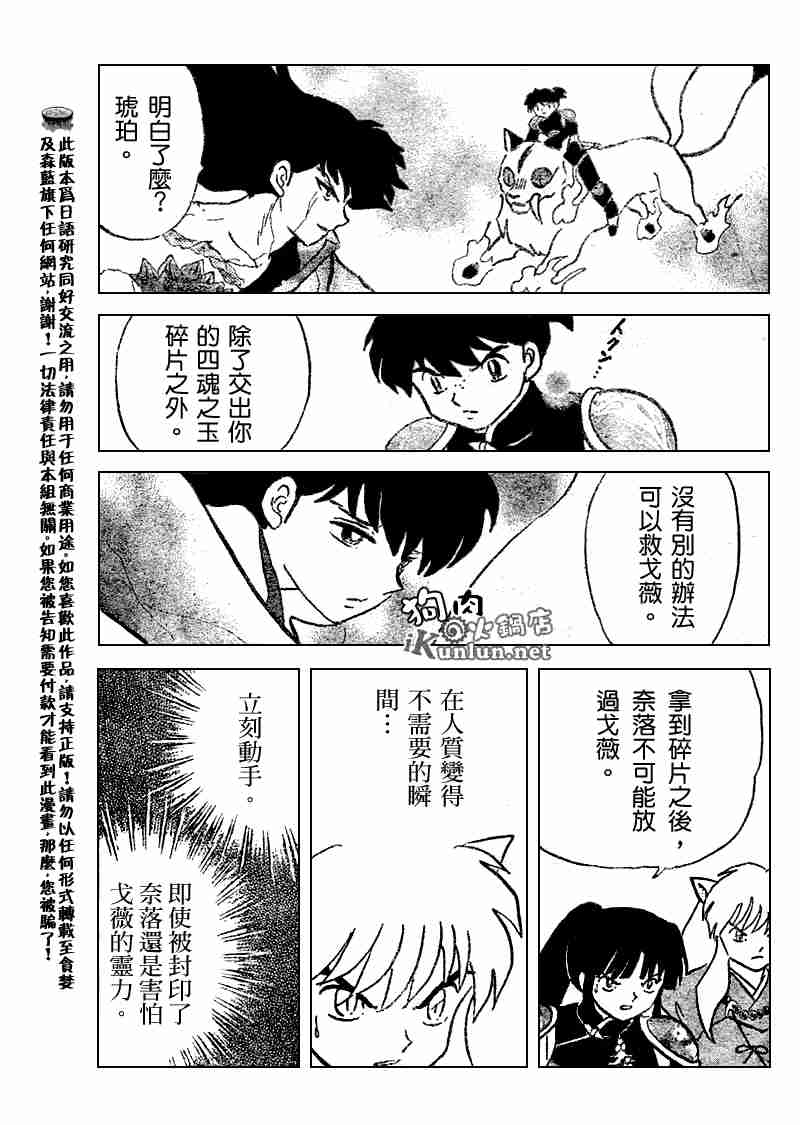 明白了麼?
琥珀。
除了交出你
的四魂之玉
碎片之外。
トクン…
沒有別的辦法
可以救戈薇。
狗肉
火鍋店
iKunlun.net
拿到碎片之後,
奈落不可能放
過戈薇。
在人質變得
不需要的瞬
間…
立刻動手。
即使被封印了
奈落還是害怕
戈薇的靈力。
此版本爲日語研究同好交流之用,請勿用于任何商業用途。如您喜歡此作品,請支持正版!請勿以任何形式轉載至貪婪
及森藍旗下任何網站,謝謝!一切法律責任與本組無關。如果您被告知需要付款才能看到此漫畫,那麽,您被騙了!